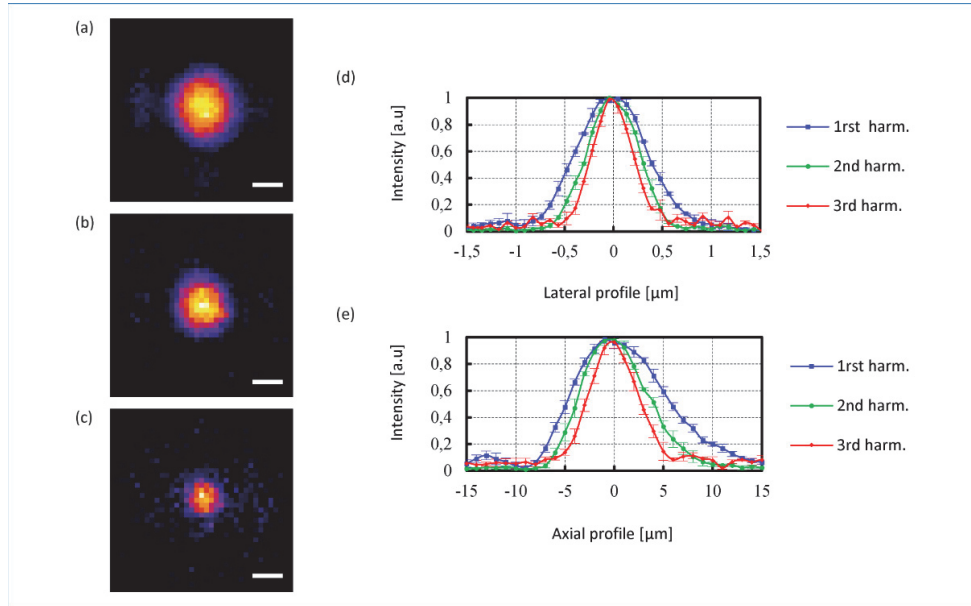 (a)
(b)
(c)
(d)
Intensity [a.u]
1
0,8
0,6
0,4
0,2
0
-1,5 -1 -0,5 0 0,5 1 1,5
Lateral profile [µm]
1rst harm.
2nd harm.
3rd harm.
(e)
Intensity [a.u]
1
0,8
0,6
0,4
0,2
0
-15 -10 -5 0 5 10 15
Axial profile [µm]
1rst harm.
2nd harm.
3rd harm.